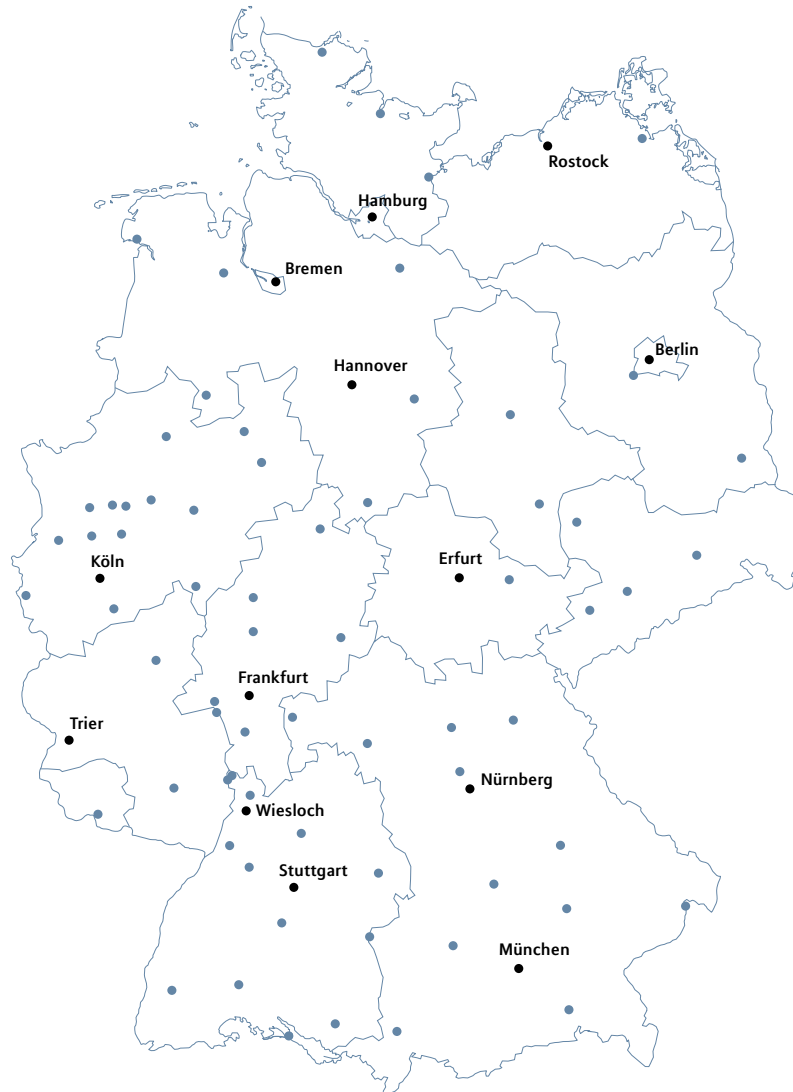 Rostock
Hamburg
Bremen
Berlin
Hannover
Köln
Erfurt
Frankfurt
Trier
Nürnberg
Wiesloch
Stuttgart
München